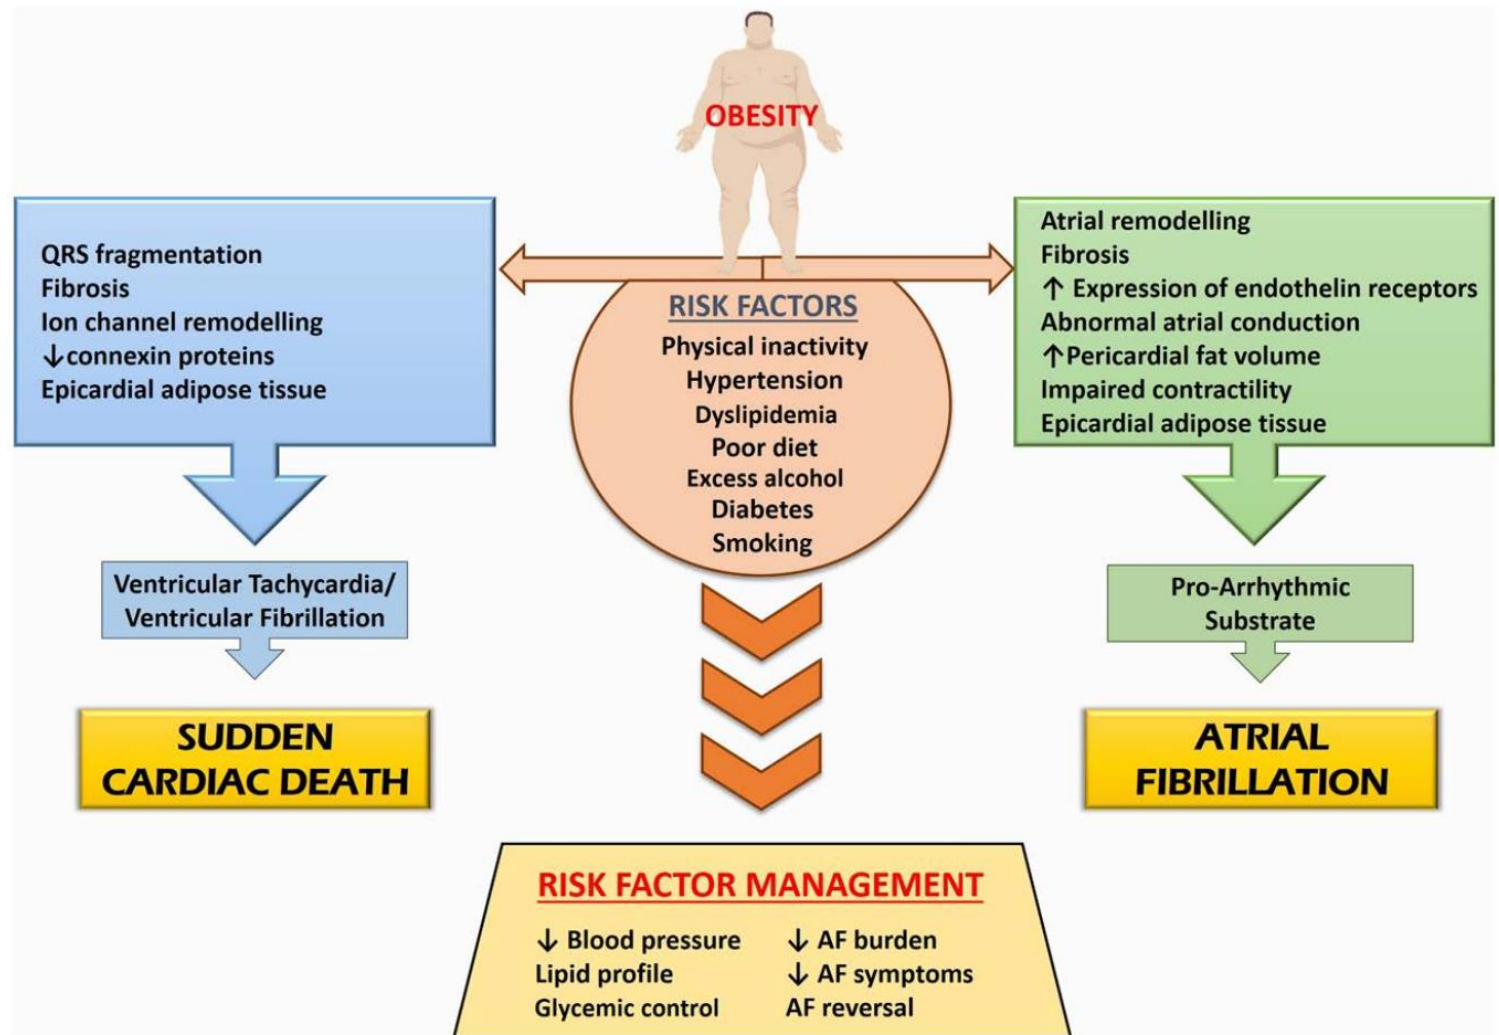 OBESITY
QRS fragmentation
Fibrosis
Ion channel remodelling
↓connexin proteins
Epicardial adipose tissue
Ventricular Tachycardia/
Ventricular Fibrillation
SUDDEN
CARDIAC DEATH
RISK FACTORS
Physical inactivity
Hypertension
Dyslipidemia
Poor diet
Excess alcohol
Diabetes
Smoking
Atrial remodelling
Fibrosis
↑ Expression of endothelin receptors
Abnormal atrial conduction
↑Pericardial fat volume
Impaired contractility
Epicardial adipose tissue
Pro-Arrhythmic
Substrate
ATRIAL
FIBRILLATION
RISK FACTOR MANAGEMENT
↓ Blood pressure
Lipid profile
Glycemic control
↓ AF burden
↓ AF symptoms
AF reversal